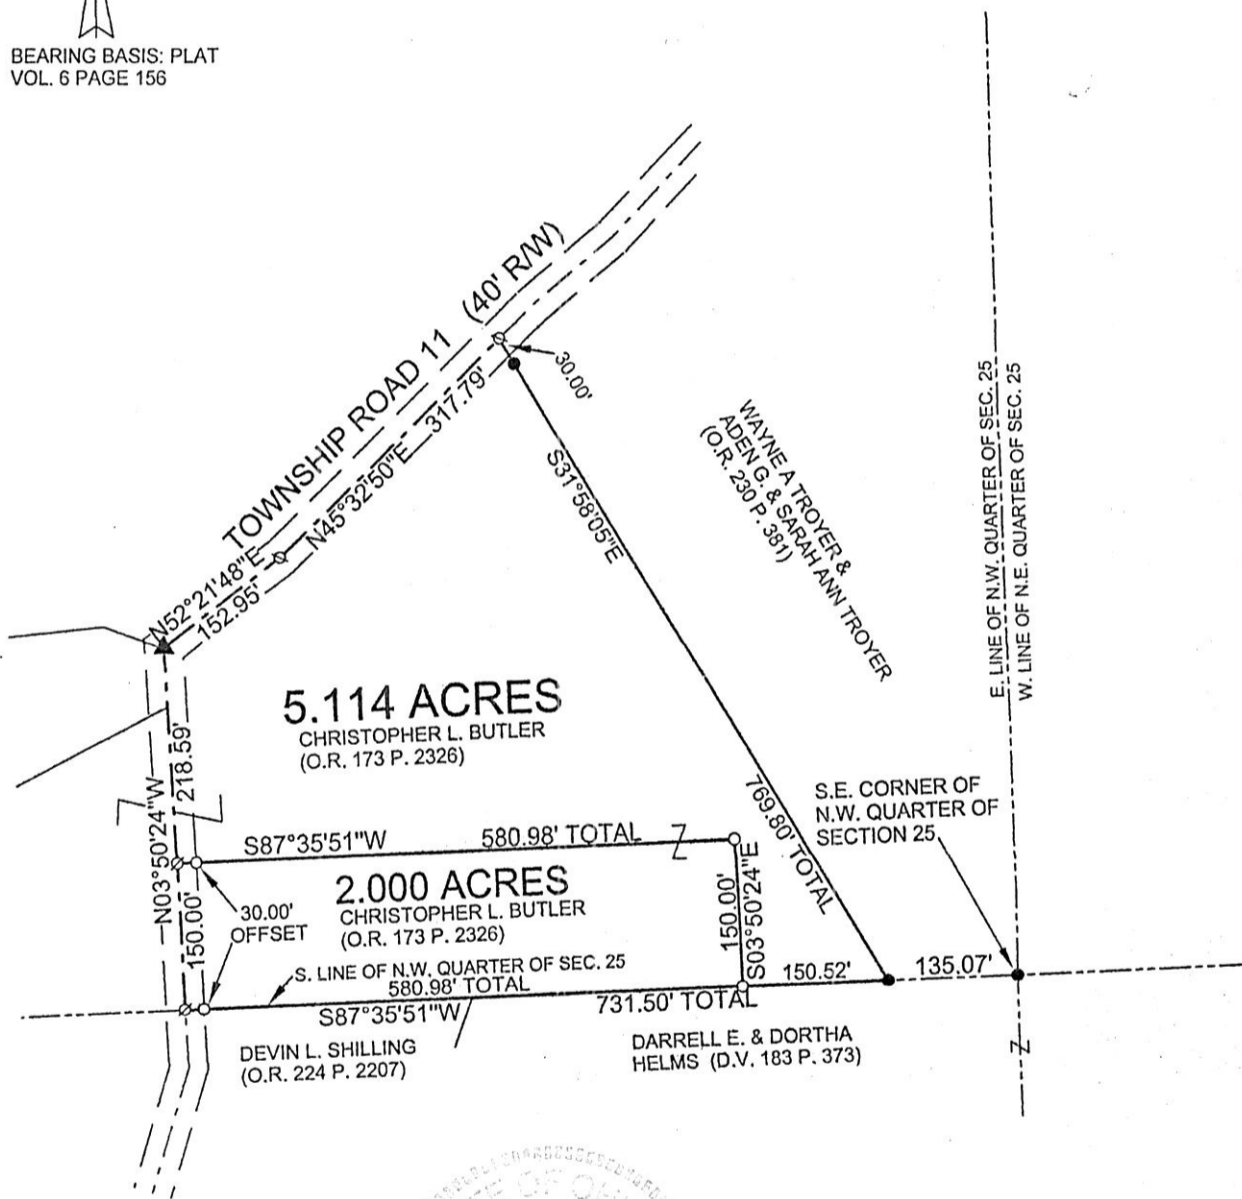 BEARING BASIS: PLAT
VOL. 6 PAGE 156
TOWNSHIP ROAD 11 (40' R/W)
30.00'
N45°32'50"E 317.79'
N52°21'48"E
152.95'
S31°58'05"E
769.80' TOTAL
WAYNE A TROYER &
ADEN G. & SARAH ANN TROYER
(O.R. 230 P. 381)
E. LINE OF N.W. QUARTER OF SEC. 25
W. LINE OF N.E. QUARTER OF SEC. 25
5.114 ACRES
CHRISTOPHER L. BUTLER
(O.R. 173 P. 2326)
N03°50'24"W
218.59'
150.00'
S.E. CORNER OF
N.W. QUARTER OF
SECTION 25
S87°35'51"W 580.98' TOTAL
2.000 ACRES
CHRISTOPHER L. BUTLER
(O.R. 173 P. 2326)
30.00'
OFFSET
150.00'
S03°50'24"E
S. LINE OF N.W. QUARTER OF SEC. 25
580.98' TOTAL
150.52'
135.07'
S87°35'51"W
731.50' TOTAL
DEVIN L. SHILLING
(O.R. 224 P. 2207)
DARRELL E. & DORTHA
HELMS (D.V. 183 P. 373)
OF